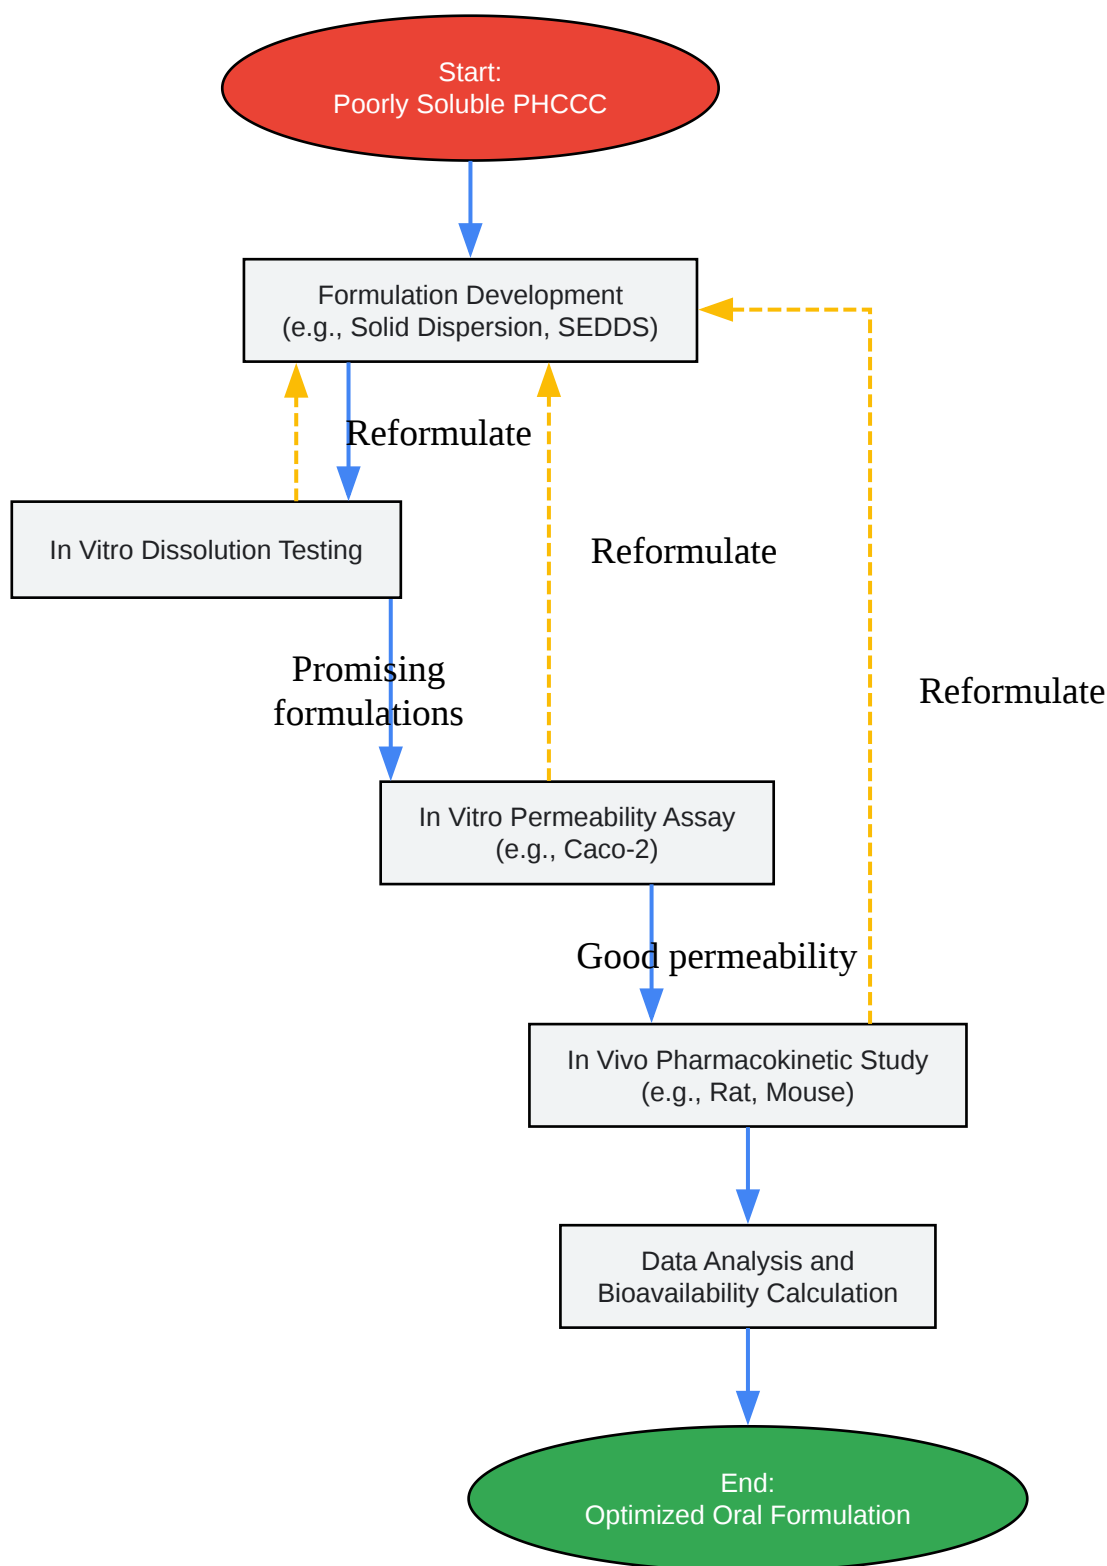 Start:
Poorly Soluble PHCCC
Formulation Development
(e.g., Solid Dispersion, SEDDS)
Reformulate
In Vitro Dissolution Testing
Reformulate
Promising
formulations
Reformulate
In Vitro Permeability Assay
(e.g., Caco-2)
Good permeability
In Vivo Pharmacokinetic Study
(e.g., Rat, Mouse)
Data Analysis and
Bioavailability Calculation
End:
Optimized Oral Formulation